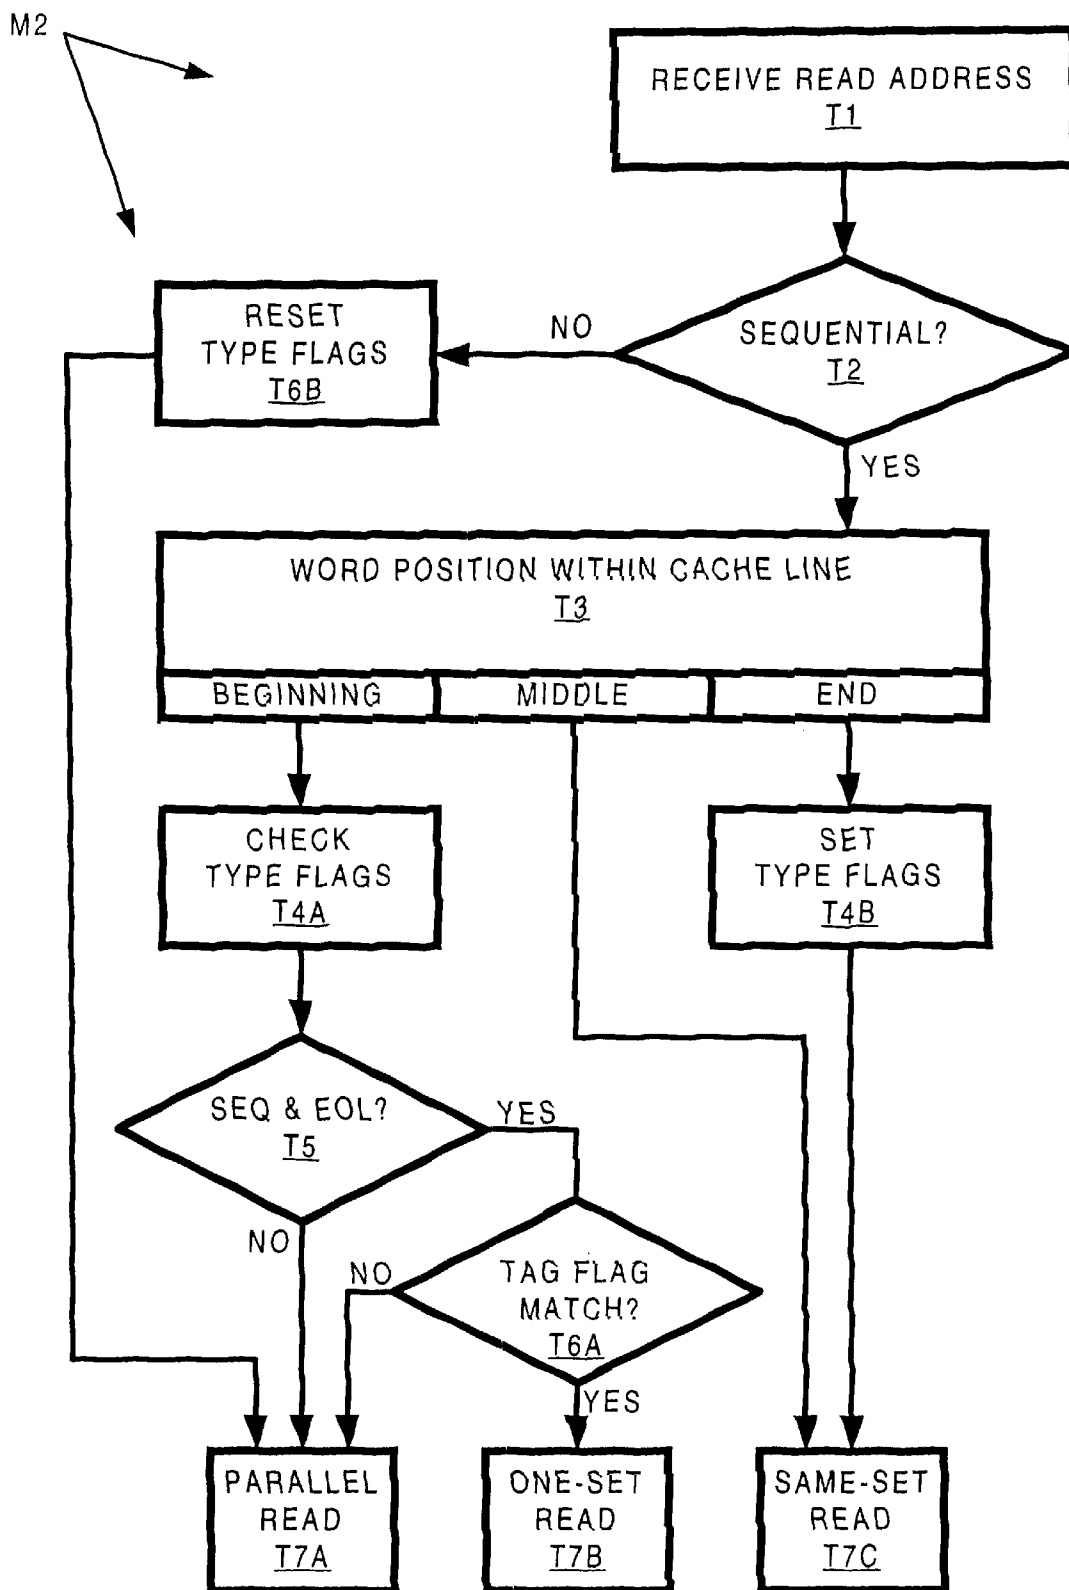 M2
RECEIVE READ ADDRESS
T1
SEQUENTIAL?
T2
NO
RESET
TYPE FLAGS
T6B
YES
WORD POSITION WITHIN CACHE LINE
T3
BEGINNING
MIDDLE
END
CHECK
TYPE FLAGS
T4A
SET
TYPE FLAGS
T4B
SEQ & EOL?
T5
YES
NO
TAG FLAG
MATCH?
T6A
NO
YES
PARALLEL
READ
T7A
ONE-SET
READ
T7B
SAME-SET
READ
T7C